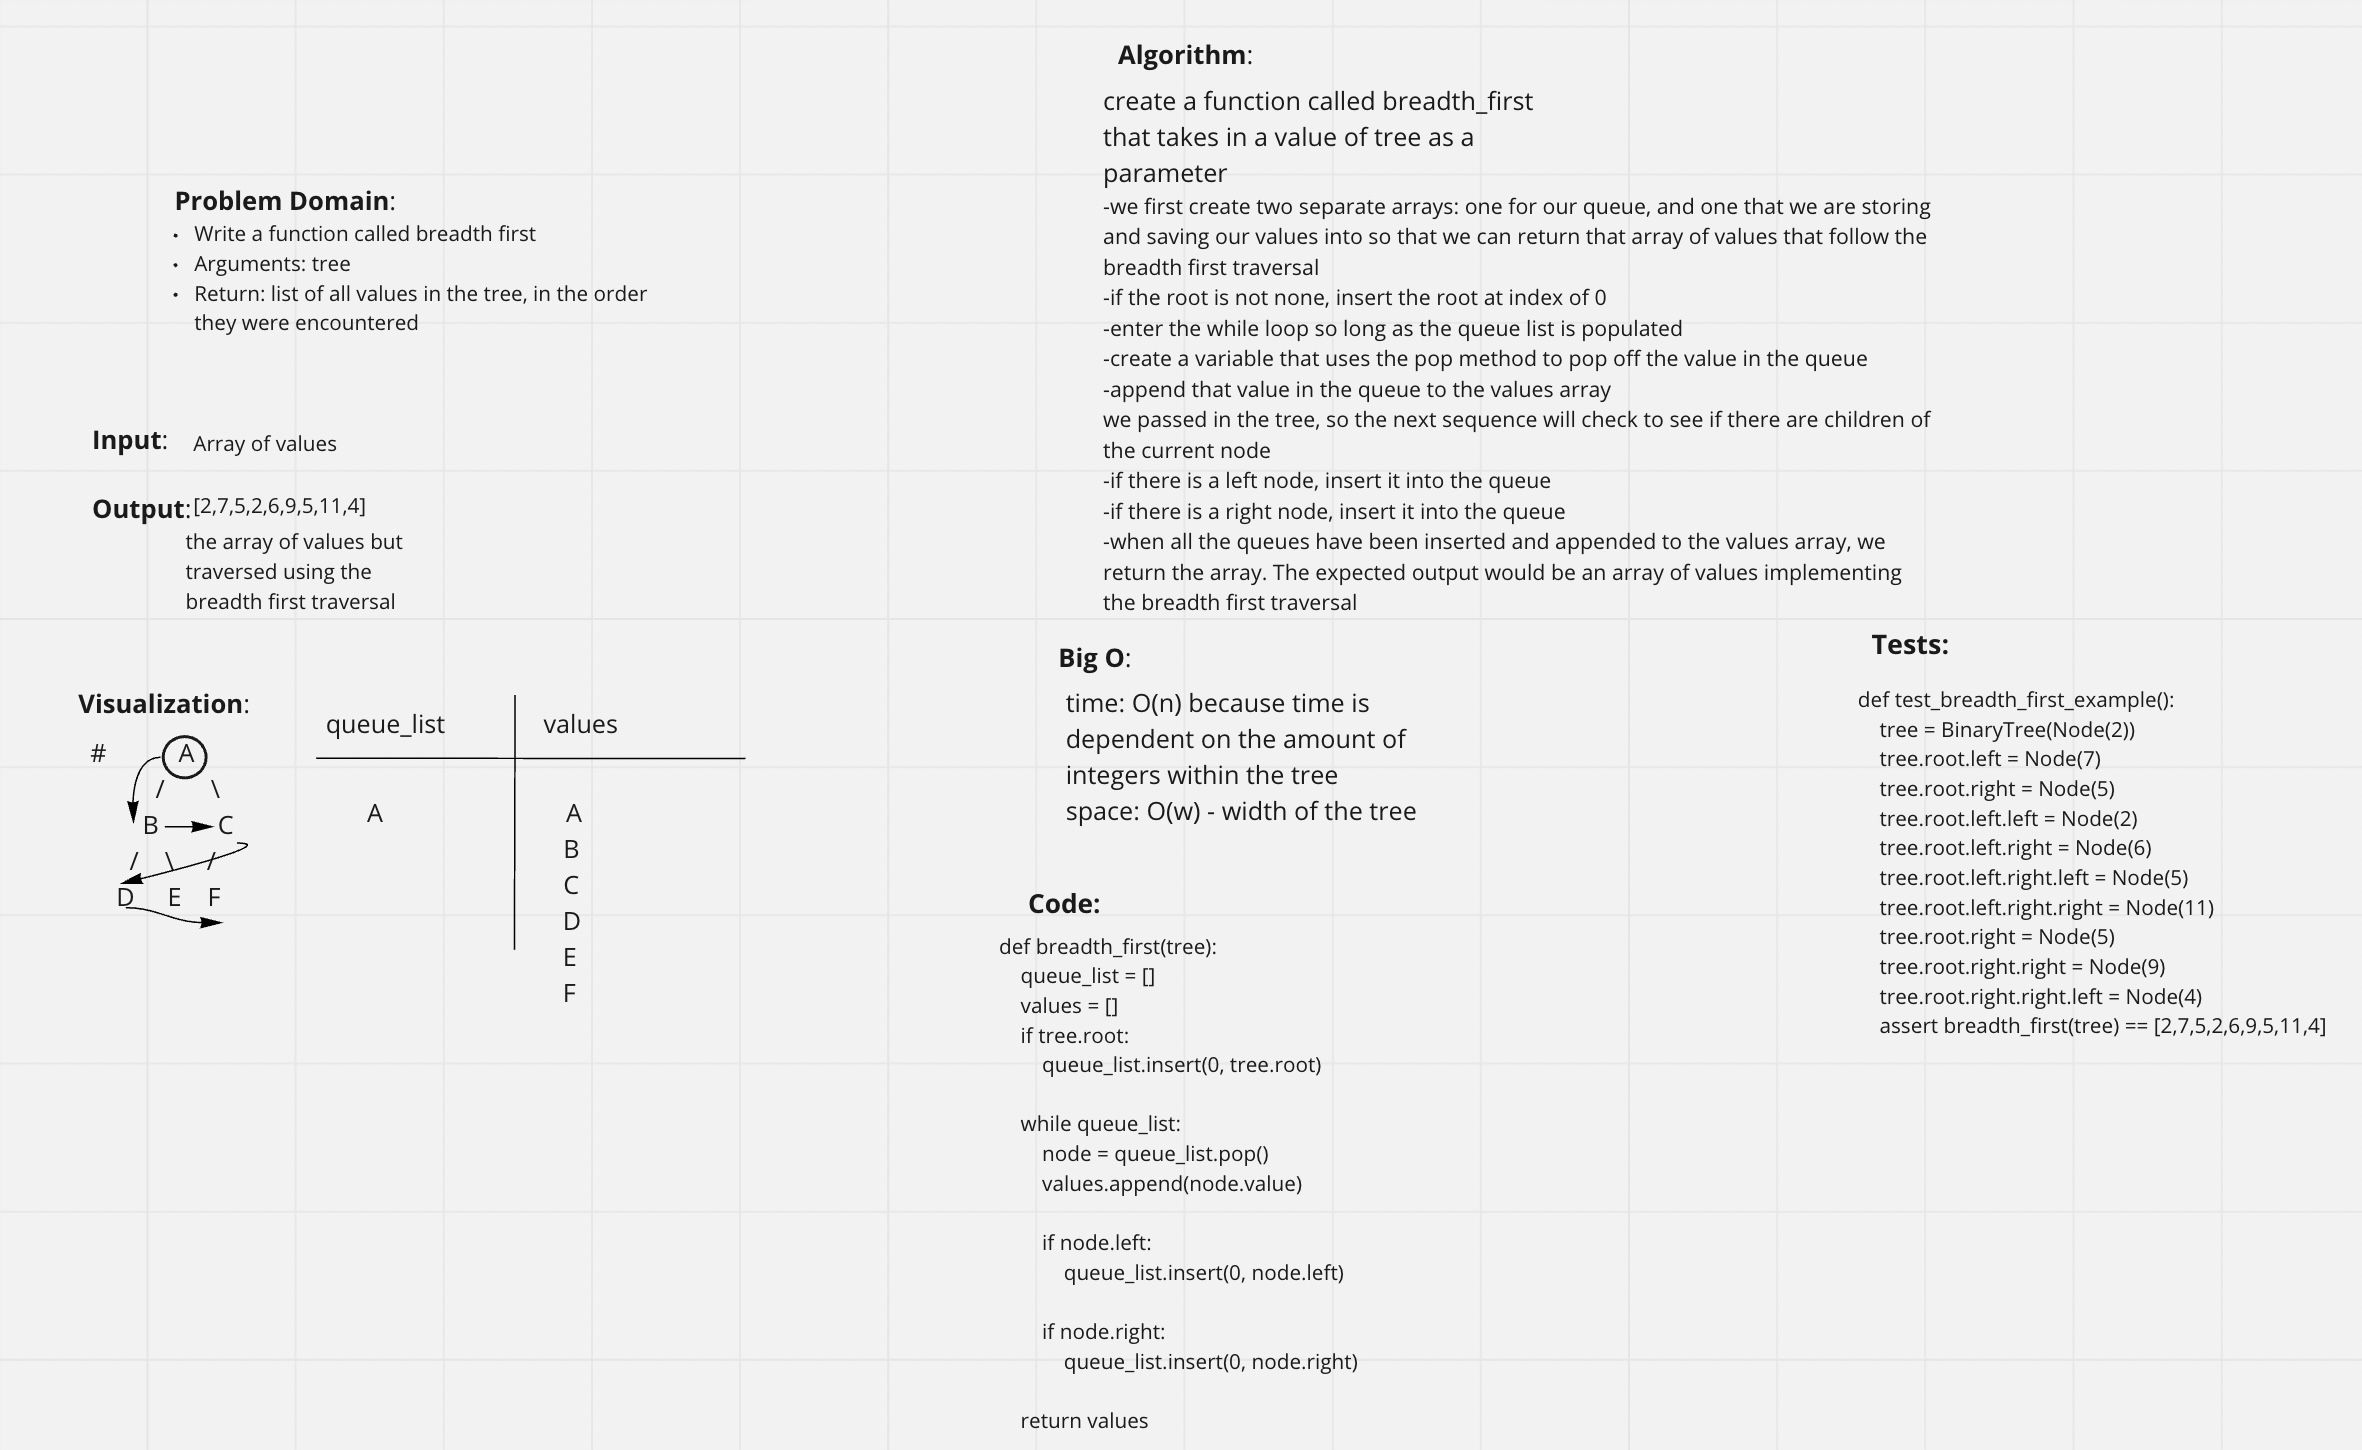 Problem Domain:
• Write a function called breadth first
• Arguments: tree
• Return: list of all values in the tree, in the order
they were encountered
Input: Array of values
Output: [2,7,5,2,6,9,5,11,4]
the array of values but
traversed using the
breadth first traversal
Visualization:
# A
/ \
B C
/ \ /
D E F
queue_list values
A A
B
C
D
E
F
Algorithm:
create a function called breadth_first
that takes in a value of tree as a
parameter
-we first create two separate arrays: one for our queue, and one that we are storing
and saving our values into so that we can return that array of values that follow the
breadth first traversal
-if the root is not none, insert the root at index of 0
-enter the while loop so long as the queue list is populated
-create a variable that uses the pop method to pop off the value in the queue
-append that value in the queue to the values array
we passed in the tree, so the next sequence will check to see if there are children of
the current node
-if there is a left node, insert it into the queue
-if there is a right node, insert it into the queue
-when all the queues have been inserted and appended to the values array, we
return the array. The expected output would be an array of values implementing
the breadth first traversal
Big O:
time: O(n) because time is
dependent on the amount of
integers within the tree
space: O(w) - width of the tree
Code:
def breadth_first(tree):
    queue_list = []
    values = []
    if tree.root:
        queue_list.insert(0, tree.root)
    while queue_list:
        node = queue_list.pop()
        values.append(node.value)
        if node.left:
            queue_list.insert(0, node.left)
        if node.right:
            queue_list.insert(0, node.right)
    return values
Tests:
def test_breadth_first_example():
    tree = BinaryTree(Node(2))
    tree.root.left = Node(7)
    tree.root.right = Node(5)
    tree.root.left.left = Node(2)
    tree.root.left.right = Node(6)
    tree.root.left.right.left = Node(5)
    tree.root.left.right.right = Node(11)
    tree.root.right = Node(5)
    tree.root.right.right = Node(9)
    tree.root.right.right.left = Node(4)
    assert breadth_first(tree) == [2,7,5,2,6,9,5,11,4]